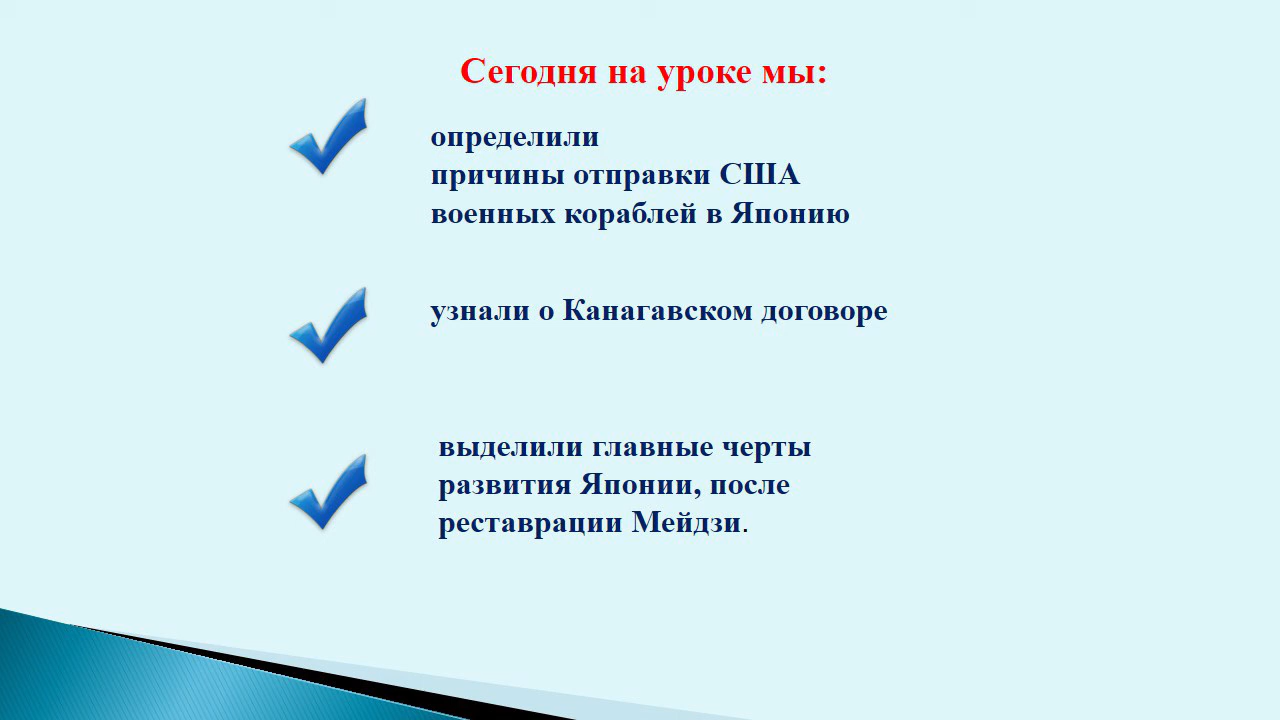 Сегодня на уроке мы:
определили
причины отправки США
военных кораблей в Японию
узнали о Канагавском договоре
выделили главные черты
развития Японии, после
реставрации Мейдзи.